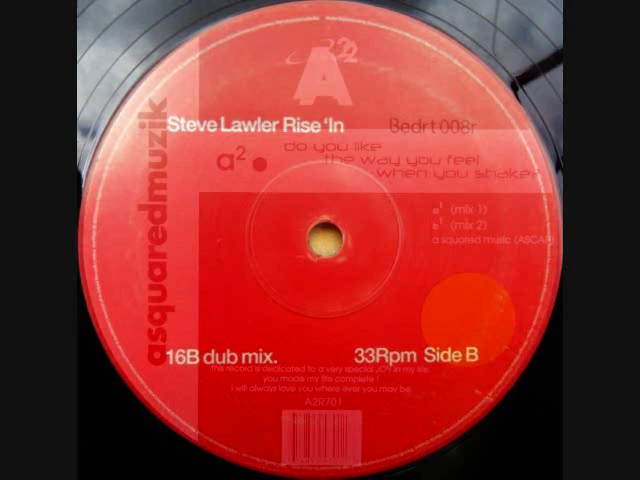 A22
Steve Lawler Rise 'In
Bedrt 008r
asquaredmuzik
a2
do you like
the way you feel
when you shake?
a1 (mix 1)
b1 (mix 2)
a squared music (ASCAP)
16B dub mix.
33Rpm Side B
this record is dedicated to a very special JOY in my life.
you made my life complete !
I will always love you where ever you may be.
A2R701